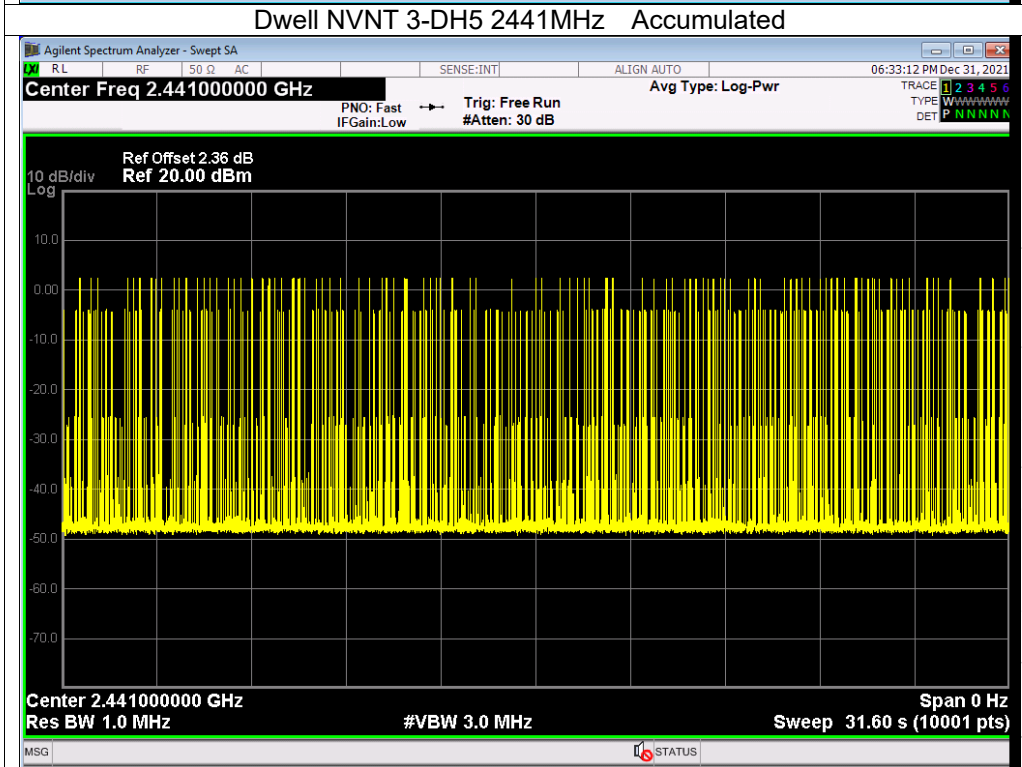 Dwell NVNT 3-DH5 2441MHz Accumulated
Agilent Spectrum Analyzer - Swept SA
LXI RL RF 50 Ω AC SENSE:INT ALIGN AUTO 06:33:12 PM Dec 31, 2021
Center Freq 2.441000000 GHz Avg Type: Log-Pwr TRACE 1 2 3 4 5 6
PNO: Fast Trig: Free Run TYPE WWWWWW
IFGain:Low #Atten: 30 dB DET P N N N N N
Ref Offset 2.36 dB
10 dB/div Ref 20.00 dBm
Log
10.0
0.00
-10.0
-20.0
-30.0
-40.0
-50.0
-60.0
-70.0
Center 2.441000000 GHz Span 0 Hz
Res BW 1.0 MHz #VBW 3.0 MHz Sweep 31.60 s (10001 pts)
MSG STATUS